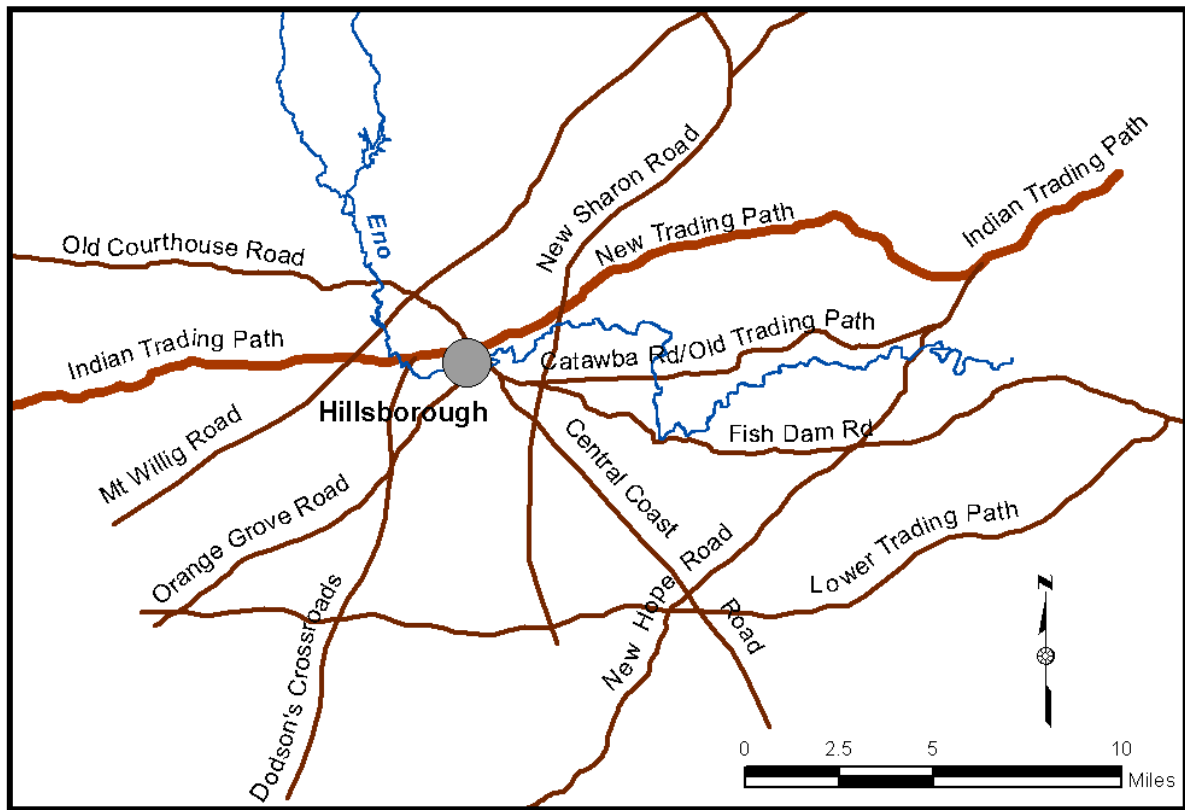 New Sharon Road
Indian Trading Path
New Trading Path
Eno
Old Courthouse Road
Indian Trading Path
Catawba Rd/Old Trading Path
Hillsborough
Mt Willig Road
Fish Dam Rd
Central Coast
Road
Orange Grove Road
New Hope Road
Lower Trading Path
Dodson's Crossroads
N
0 2.5 5 10
Miles